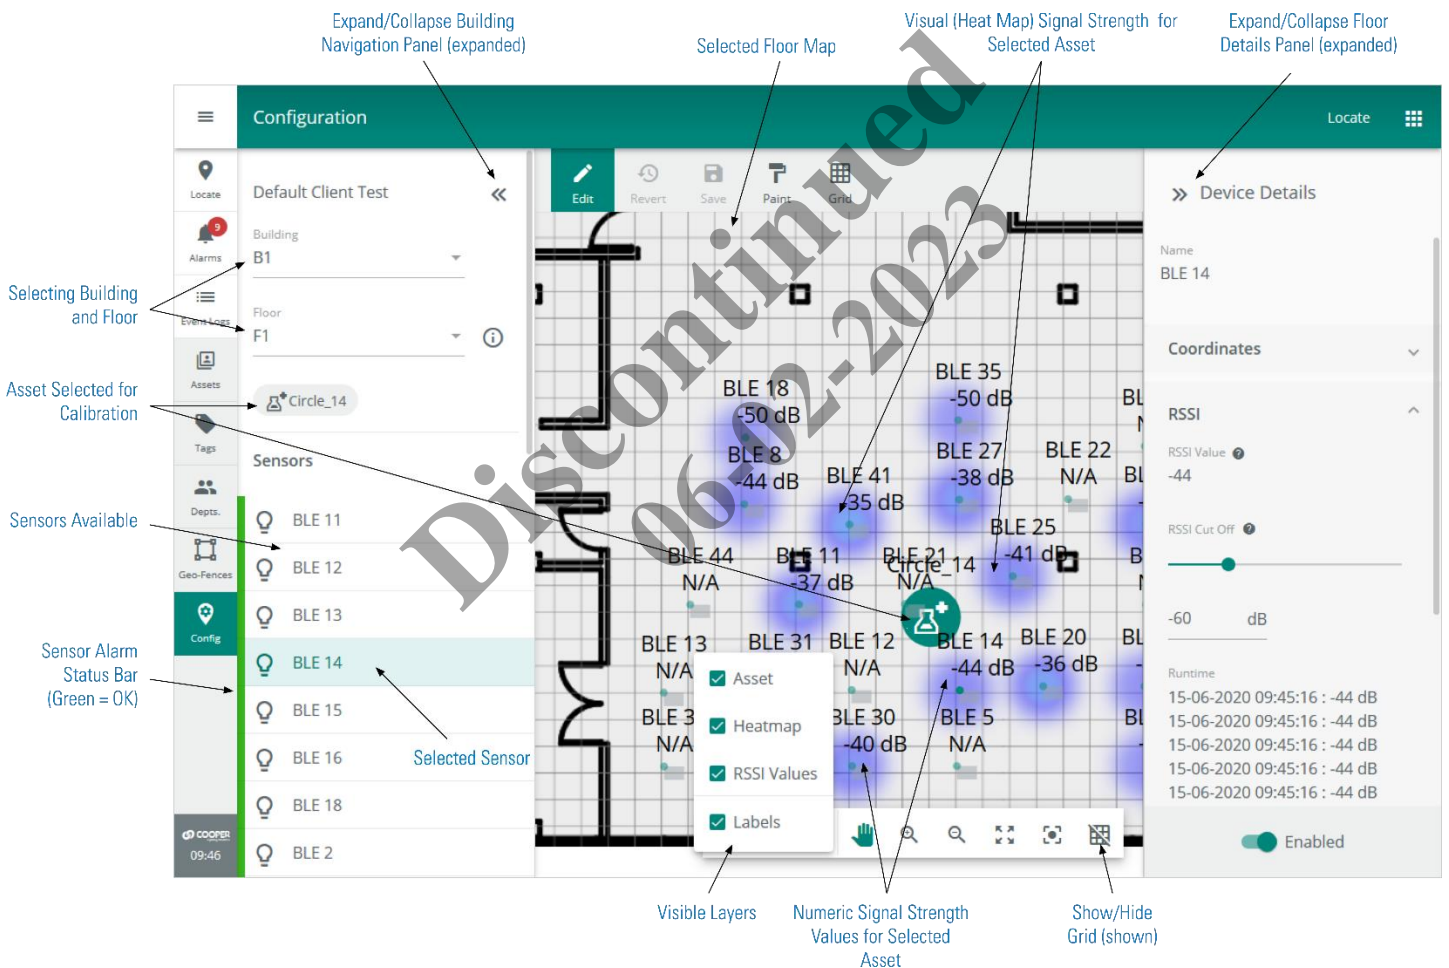 Expand/Collapse Building
Navigation Panel (expanded)
Selected Floor Map
Visual (Heat Map) Signal Strength for
Selected Asset
Expand/Collapse Floor
Details Panel (expanded)
Configuration
Locate
Locate
Alarms
9
Event Logs
Assets
Tags
Depts.
Geo-Fences
Config
COOPER
09:46
Selecting Building
and Floor
Asset Selected for
Calibration
Sensors Available
Sensor Alarm
Status Bar
(Green = OK)
Default Client Test
Building
B1
Floor
F1
Circle_14
Sensors
BLE 11
BLE 12
BLE 13
BLE 14
BLE 15
BLE 16
BLE 18
BLE 2
Selected Sensor
Edit
Revert
Save
Paint
Grid
Discontinued
06-02-2023
BLE 18
-50 dB
BLE 35
-50 dB
BL
BLE 8
-44 dB
BLE 41
-35 dB
BLE 27
-38 dB
BLE 22
N/A
BL
BLE 25
-41 dB
BLE 44
N/A
BLE 11
-37 dB
BLE 21
N/A
Circle_14
B
BLE 13
N/A
BLE 31
BLE 12
N/A
BLE 14
-44 dB
BLE 20
-36 dB
BL
BLE 3
N/A
BLE 30
-40 dB
BLE 5
N/A
BL
Asset
Heatmap
RSSI Values
Labels
Device Details
Name
BLE 14
Coordinates
RSSI
RSSI Value
-44
RSSI Cut Off
-60 dB
Runtime
15-06-2020 09:45:16 : -44 dB
15-06-2020 09:45:16 : -44 dB
15-06-2020 09:45:16 : -44 dB
15-06-2020 09:45:16 : -44 dB
15-06-2020 09:45:16 : -44 dB
Enabled
Visible Layers
Numeric Signal Strength
Values for Selected
Asset
Show/Hide
Grid (shown)